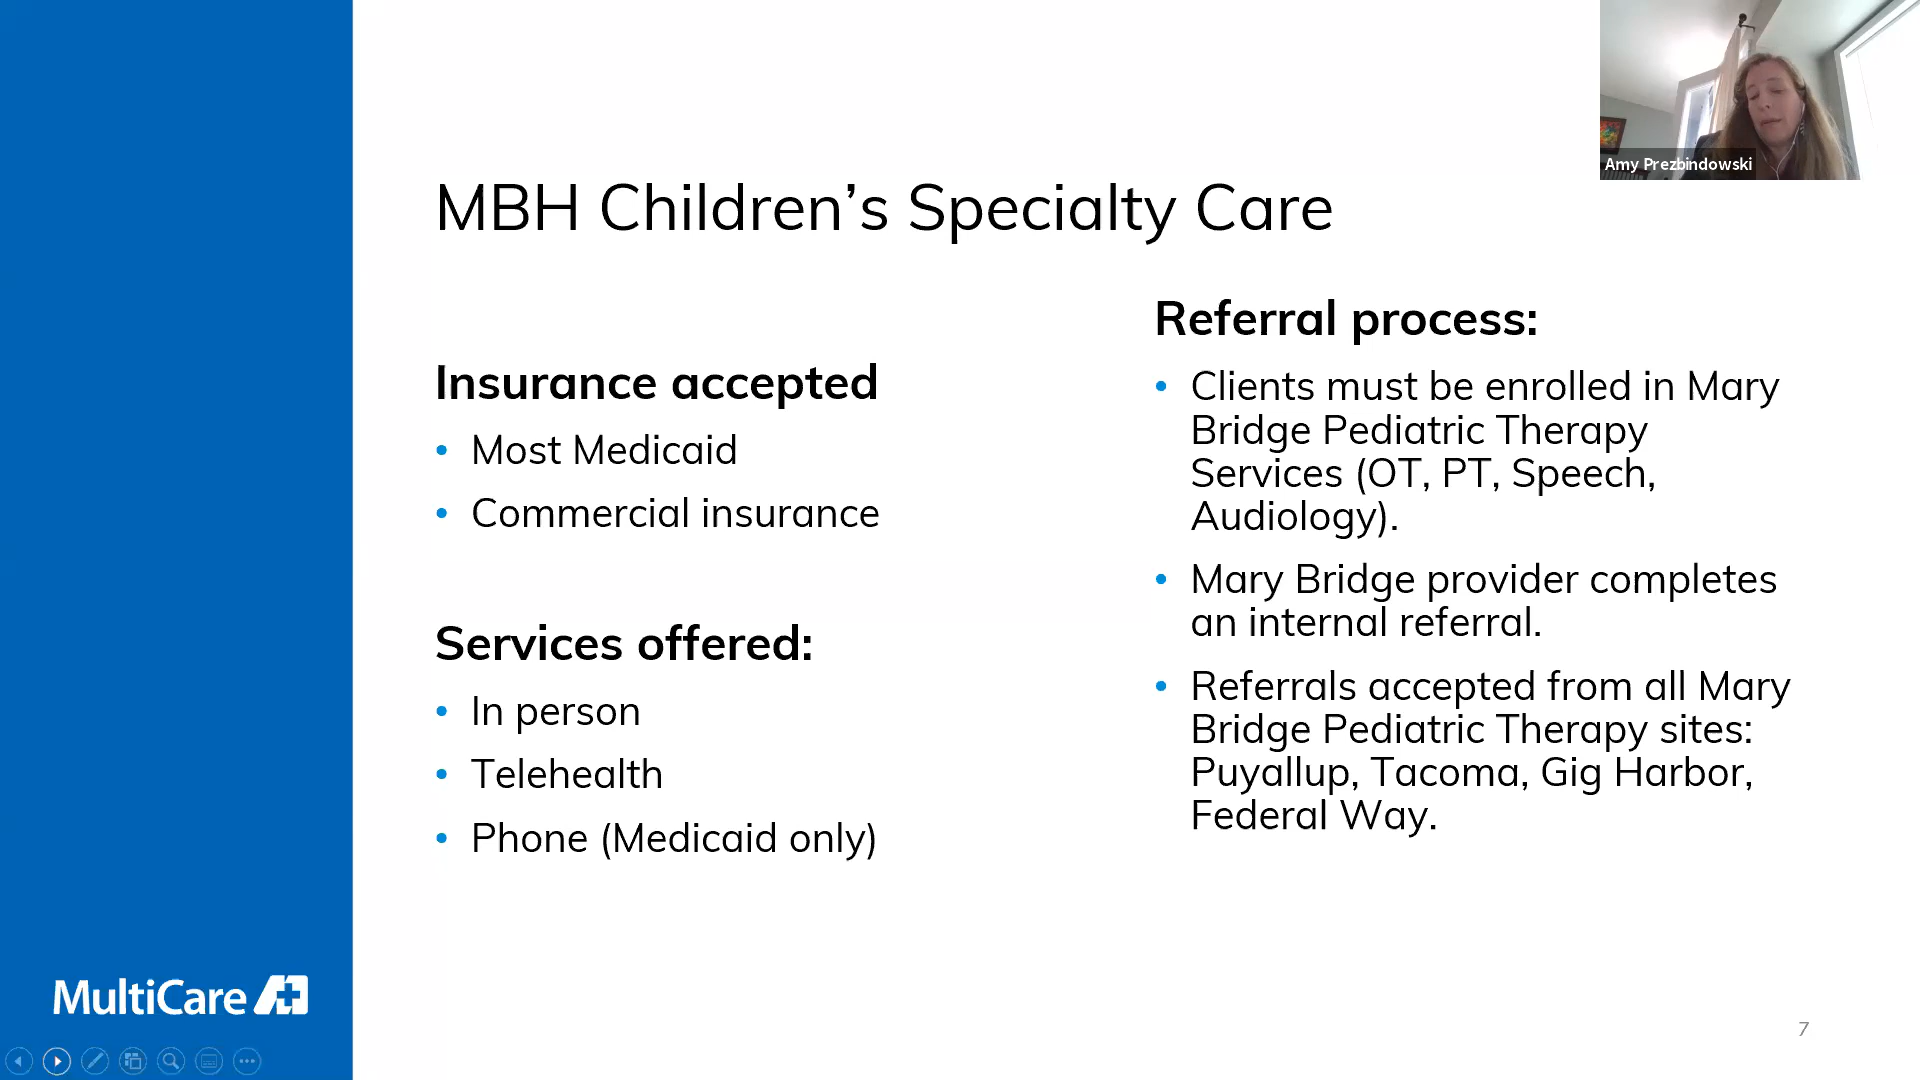 Amy Prezbindowski
MBH Children’s Specialty Care
Insurance accepted
• Most Medicaid
• Commercial insurance
Services offered:
• In person
• Telehealth
• Phone (Medicaid only)
Referral process:
• Clients must be enrolled in Mary
Bridge Pediatric Therapy
Services (OT, PT, Speech,
Audiology).
• Mary Bridge provider completes
an internal referral.
• Referrals accepted from all Mary
Bridge Pediatric Therapy sites:
Puyallup, Tacoma, Gig Harbor,
Federal Way.
MultiCare
7